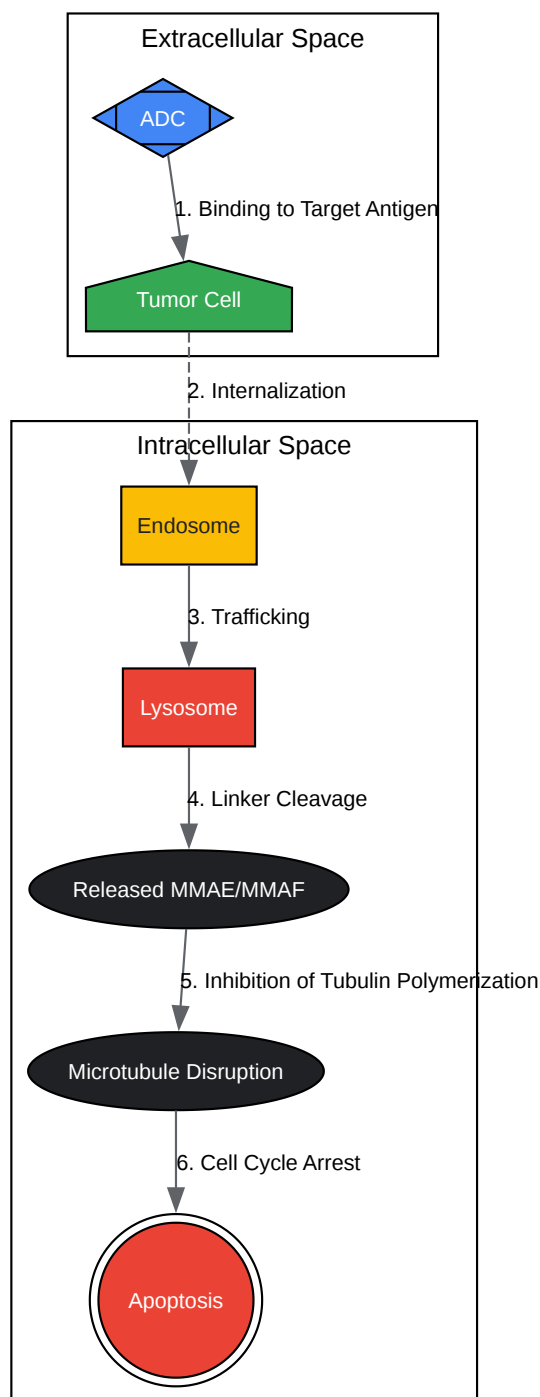 Extracellular Space
ADC
1. Binding to Target Antigen
Tumor Cell
2. Internalization
Intracellular Space
Endosome
3. Trafficking
Lysosome
4. Linker Cleavage
Released MMAE/MMAF
5. Inhibition of Tubulin Polymerization
Microtubule Disruption
6. Cell Cycle Arrest
Apoptosis